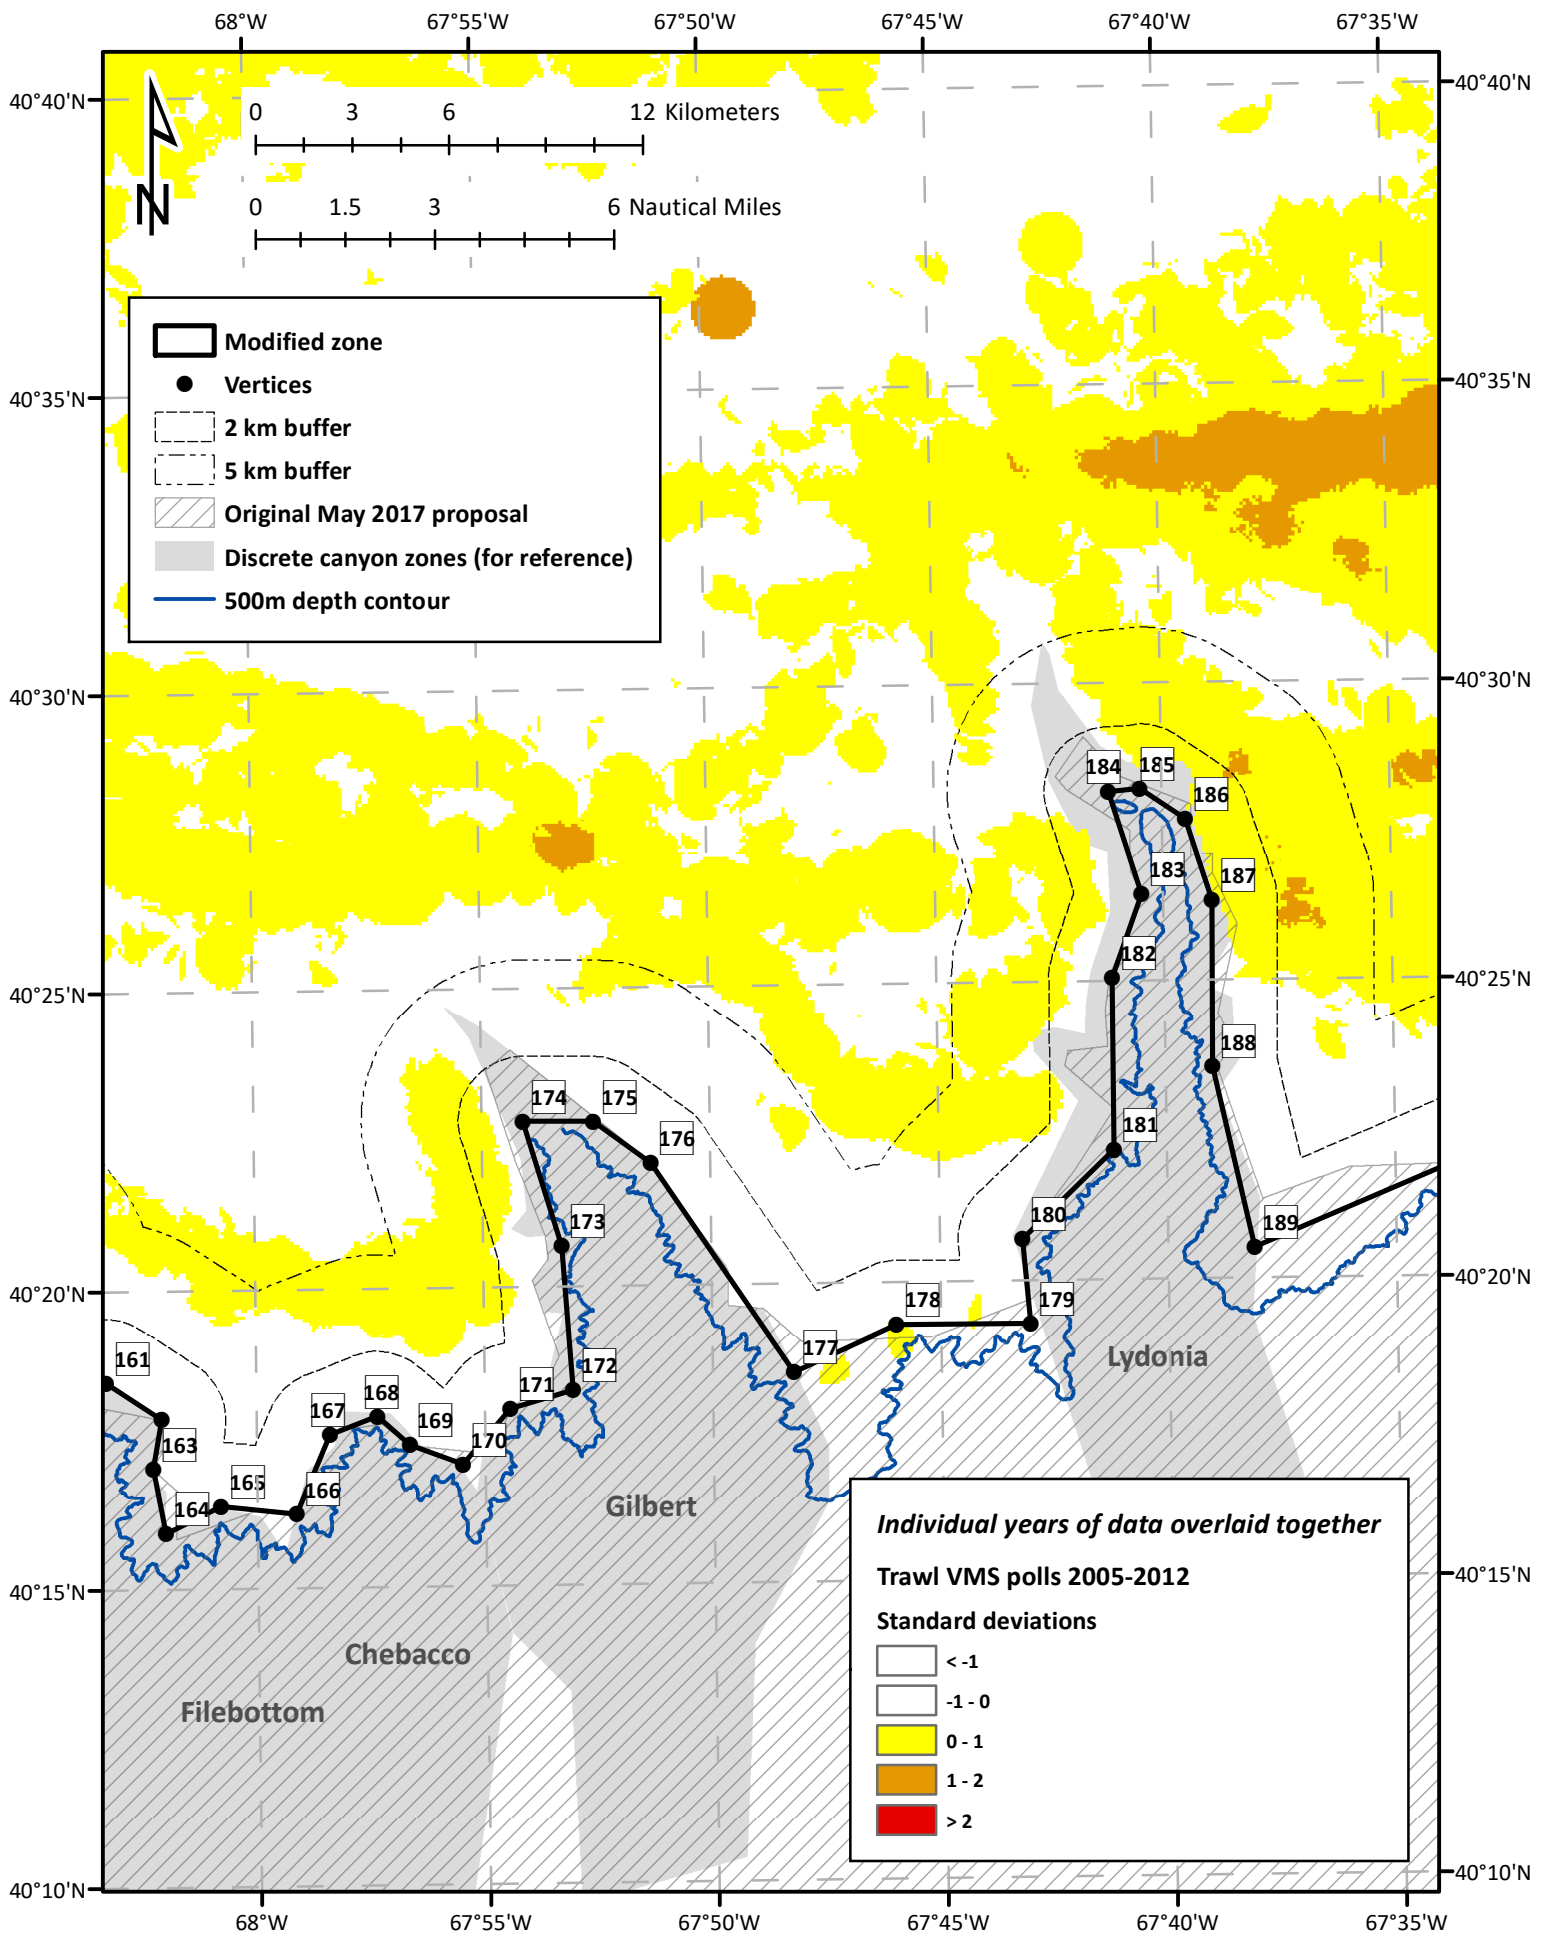 68°W 67°55'W 67°50'W 67°45'W 67°40'W 67°35'W
40°40'N 40°40'N
0 3 6 12 Kilometers
N
0 1.5 3 6 Nautical Miles
Modified zone
Vertices
2 km buffer
5 km buffer
Original May 2017 proposal
Discrete canyon zones (for reference)
500m depth contour
40°35'N 40°35'N
40°30'N 40°30'N
184 185
186
183 187
182
40°25'N 40°25'N
188
174 175
181
176
173 180 189
40°20'N 40°20'N
178 179
177
161 172 Lydonia
171
168
167 169
163 170
165 166
164 Gilbert
40°15'N 40°15'N
Chebacco
Filebottom
Individual years of data overlaid together
Trawl VMS polls 2005-2012
Standard deviations
< -1
-1 - 0
0 - 1
1 - 2
> 2
40°10'N 40°10'N
68°W 67°55'W 67°50'W 67°45'W 67°40'W 67°35'W